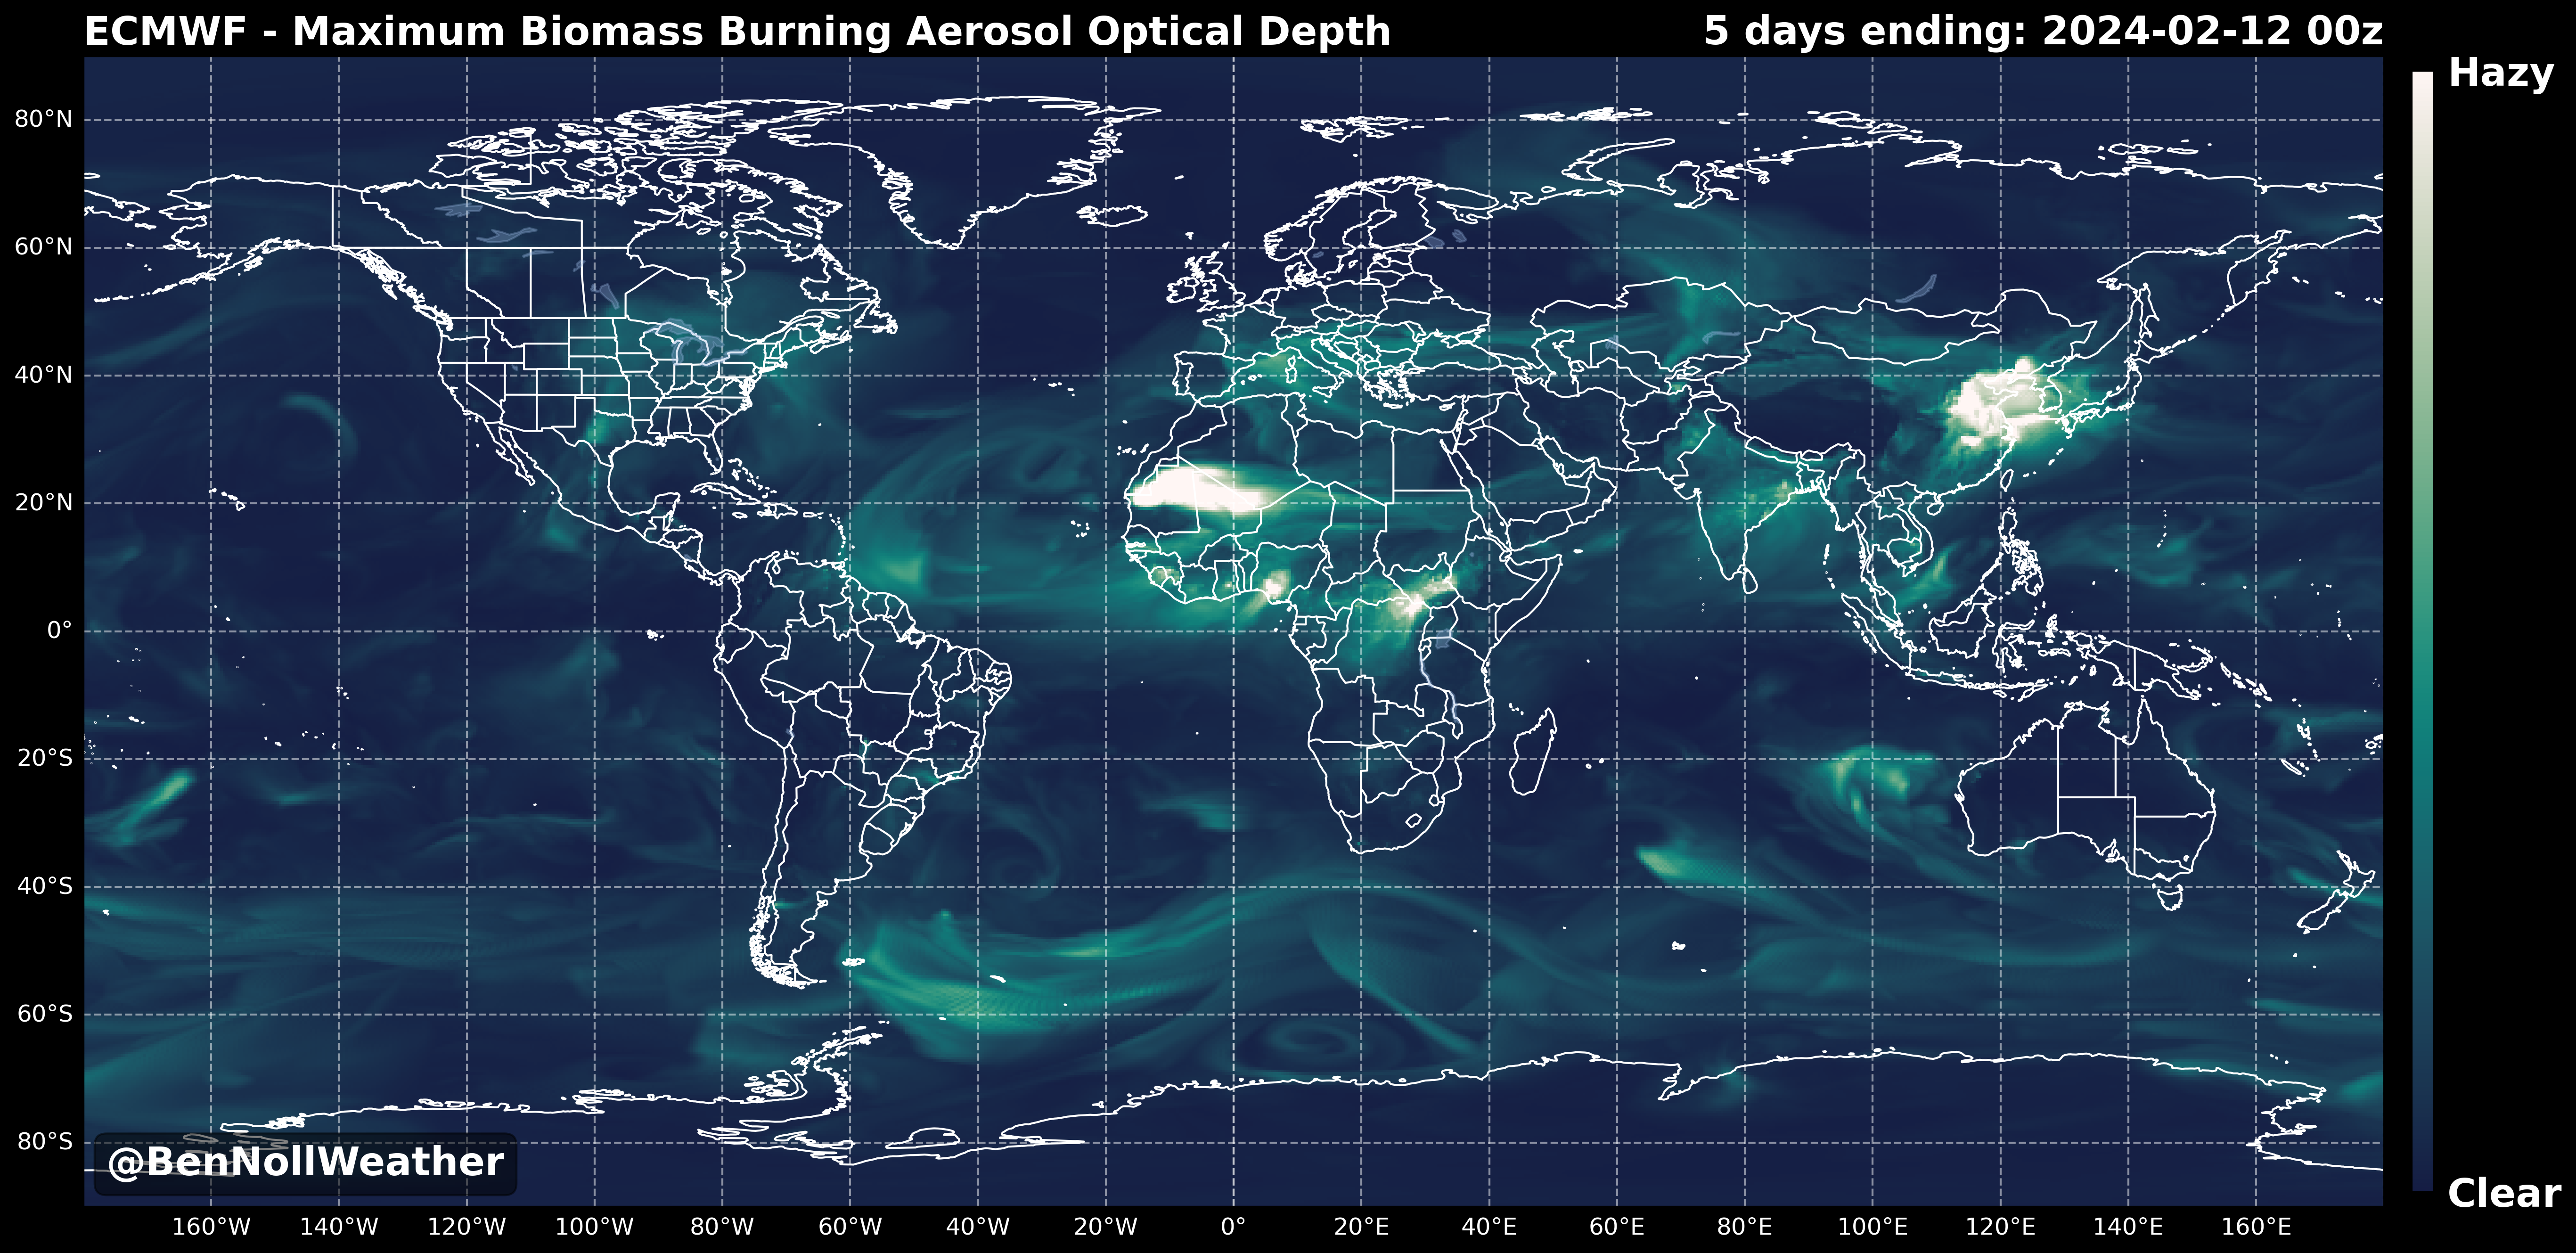 ECMWF - Maximum Biomass Burning Aerosol Optical Depth
5 days ending: 2024-02-12 00z
Hazy
80°N
60°N
40°N
20°N
0°
20°S
40°S
60°S
80°S
@BenNollWeather
Clear
160°W 140°W 120°W 100°W 80°W 60°W 40°W 20°W 0° 20°E 40°E 60°E 80°E 100°E 120°E 140°E 160°E